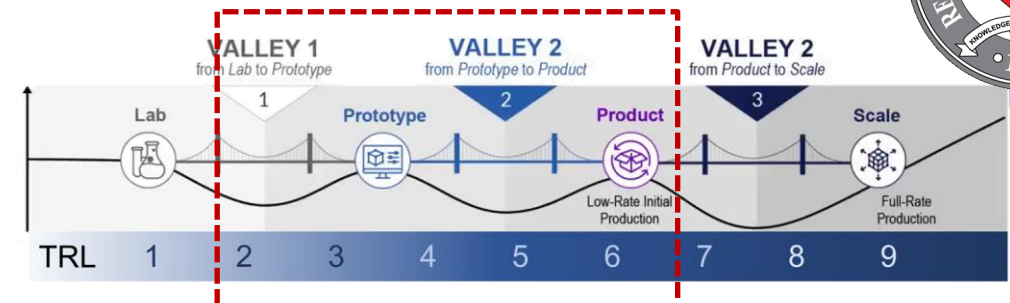 VALLEY 1
from Lab to Prototype
VALLEY 2
from Prototype to Product
VALLEY 2
from Product to Scale
KNOWLEDGE
RE
1
2
3
Lab
Prototype
Product
Scale
Low-Rate Initial
Production
Full-Rate
Production
TRL 1 2 3 4 5 6 7 8 9